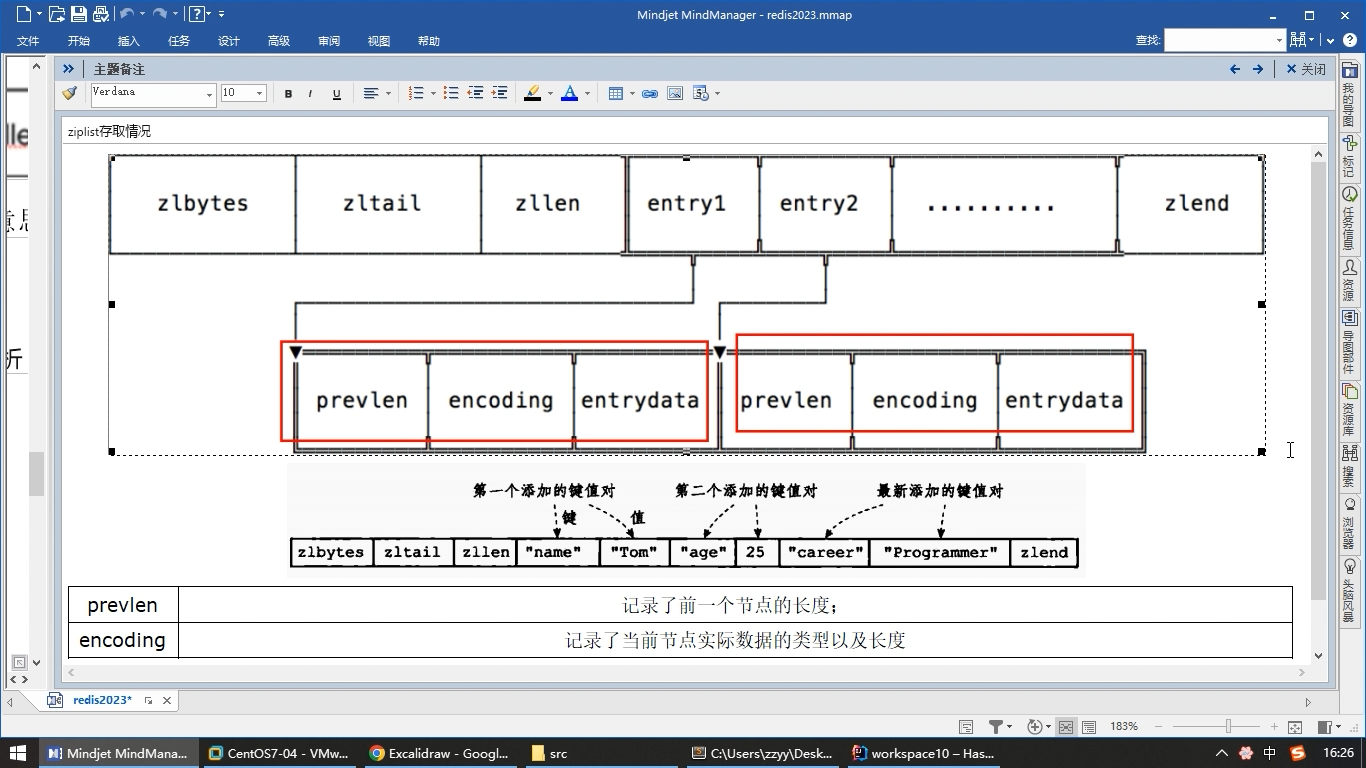 Mindjet MindManager - redis2023.mmap
文件 开始 插入 任务 设计 高级 审阅 视图 帮助 查找:
主题备注 关闭
Verdana 10 B I U
ziplist存取情况
zlbytes zltail zllen entry1 entry2 .......... zlend
prevlen encoding entrydata prevlen encoding entrydata
第一个添加的键值对 第二个添加的键值对 最新添加的键值对
键 值
zlbytes zltail zllen "name" "Tom" "age" 25 "career" "Programmer" zlend
prevlen 记录了前一个节点的长度;
encoding 记录了当前节点实际数据的类型以及长度
析
我的导图
标记
任务信息
资源
导图部件
资源库
搜索
浏览器
头脑风暴
redis2023*
183%
Mindjet MindMana... CentOS7-04 - VMw... Excalidraw - Googl... src C:\Users\zzyy\Desk... workspace10 – Has... 中 16:26